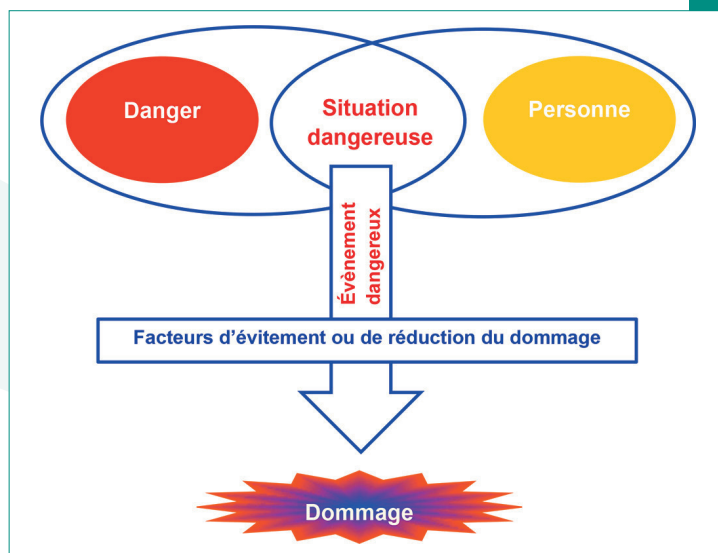 Danger
Situation
dangereuse
Personne
Évènement
dangereux
Facteurs d'évitement ou de réduction du dommage
Dommage